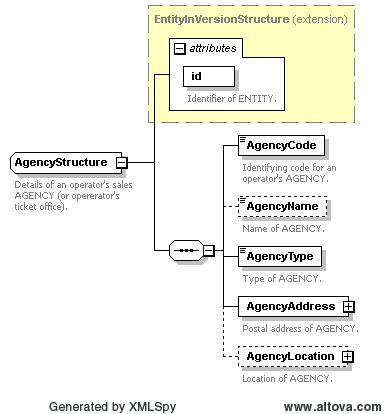 EntityInVersionStructure (extension)
attributes
id
Identifier of ENTITY.
AgencyStructure
Details of an operator's sales
AGENCY (or opererator's
ticket office).
AgencyCode
Identifying code for an
operator's AGENCY.
AgencyName
Name of AGENCY.
AgencyType
Type of AGENCY.
AgencyAddress
Postal address of AGENCY.
AgencyLocation
Location of AGENCY.
Generated by XMLSpy
www.altova.com